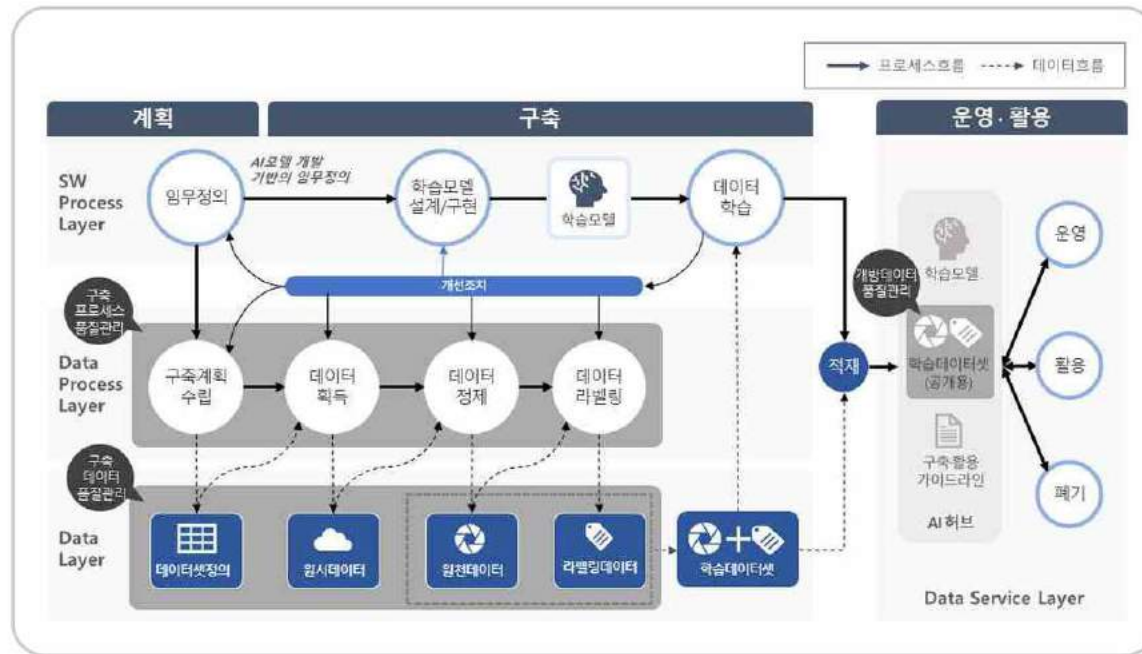 프로세스흐름
데이터흐름
계획
구축
운영·활용
SW
Process
Layer
임무정의
AI모델 개발
기반의 임무정의
학습모델
설계/구현
학습모델
데이터
학습
개선조치
구축
프로세스
품질관리
Data
Process
Layer
구축계획
수립
데이터
획득
데이터
정제
데이터
라벨링
적재
구축
데이터
품질관리
Data
Layer
데이터셋정의
원시데이터
원천데이터
라벨링데이터
학습데이터셋
개방데이터
품질관리
학습모델
학습데이터셋
(공개용)
구축·활용
가이드라인
AI 허브
운영
활용
폐기
Data Service Layer